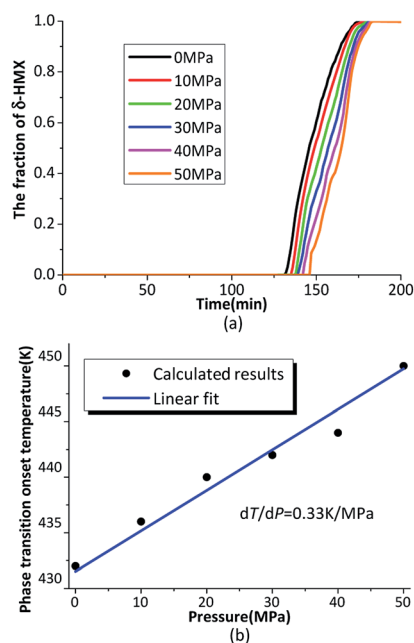 The fraction of δ-HMX
1.0
0.8
0.6
0.4
0.2
0.0
0MPa
10MPa
20MPa
30MPa
40MPa
50MPa
0
50
100
150
200
Time(min)
(a)
Phase transition onset temperature(K)
450
445
440
435
430
Calculated results
Linear fit
dT/dP=0.33K/MPa
0
10
20
30
40
50
Pressure(MPa)
(b)